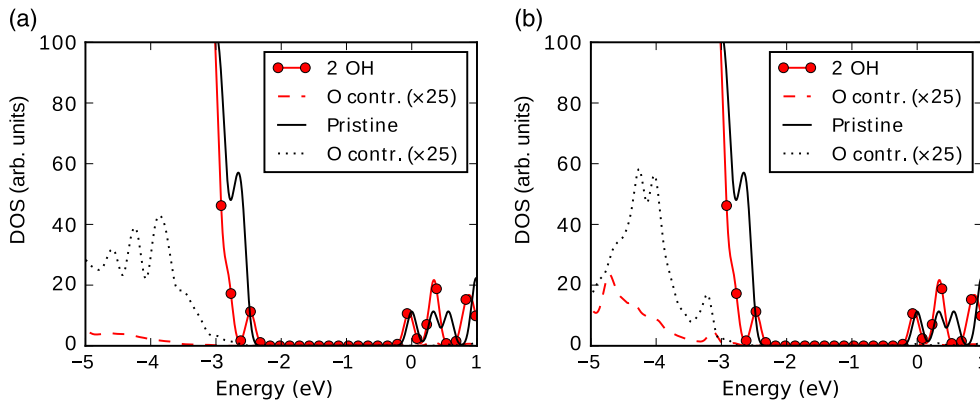 (a)
DOS (arb. units)
100
80
60
40
20
0
2 OH
O contr. (×25)
Pristine
O contr. (×25)
−5
−4
−3
−2
−1
0
1
Energy (eV)
(b)
DOS (arb. units)
100
80
60
40
20
0
2 OH
O contr. (×25)
Pristine
O contr. (×25)
−5
−4
−3
−2
−1
0
1
Energy (eV)